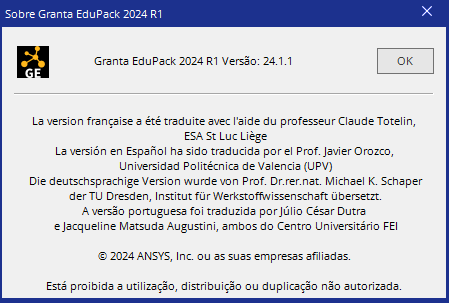 Sobre Granta EduPack 2024 R1
GE
Granta EduPack 2024 R1 Versão: 24.1.1
OK
La version française a été traduite avec l'aide du professeur Claude Totelin,
ESA St Luc Liège
La versión en Español ha sido traducida por el Prof. Javier Orozco,
Universidad Politécnica de Valencia (UPV)
Die deutschsprachige Version wurde von Prof. Dr.rer.nat. Michael K. Schaper
der TU Dresden, Institut für Werkstoffwissenschaft übersetzt.
A versão portuguesa foi traduzida por Júlio César Dutra
e Jacqueline Matsuda Augustini, ambos do Centro Universitário FEI
© 2024 ANSYS, Inc. ou as suas empresas afiliadas.
Está proibida a utilização, distribuição ou duplicação não autorizada.